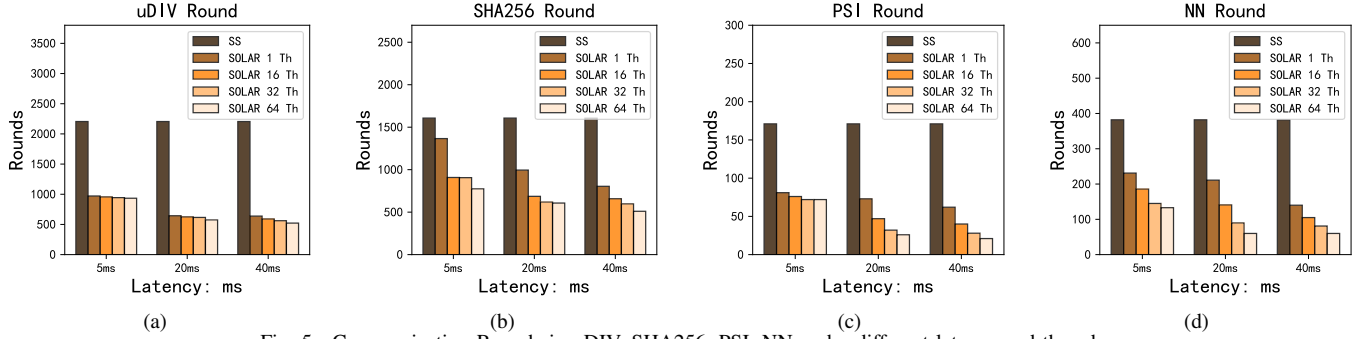 uDIV Round
3500
3000
2500
2000
1500
1000
500
0
Rounds
SS
SOLAR 1 Th
SOLAR 16 Th
SOLAR 32 Th
SOLAR 64 Th
5ms 20ms 40ms
Latency: ms
(a)
SHA256 Round
2500
2000
1500
1000
500
0
Rounds
SS
SOLAR 1 Th
SOLAR 16 Th
SOLAR 32 Th
SOLAR 64 Th
5ms 20ms 40ms
Latency: ms
(b)
PSI Round
300
250
200
150
100
50
0
Rounds
SS
SOLAR 1 Th
SOLAR 16 Th
SOLAR 32 Th
SOLAR 64 Th
5ms 20ms 40ms
Latency: ms
(c)
NN Round
600
500
400
300
200
100
0
Rounds
SS
SOLAR 1 Th
SOLAR 16 Th
SOLAR 32 Th
SOLAR 64 Th
5ms 20ms 40ms
Latency: ms
(d)